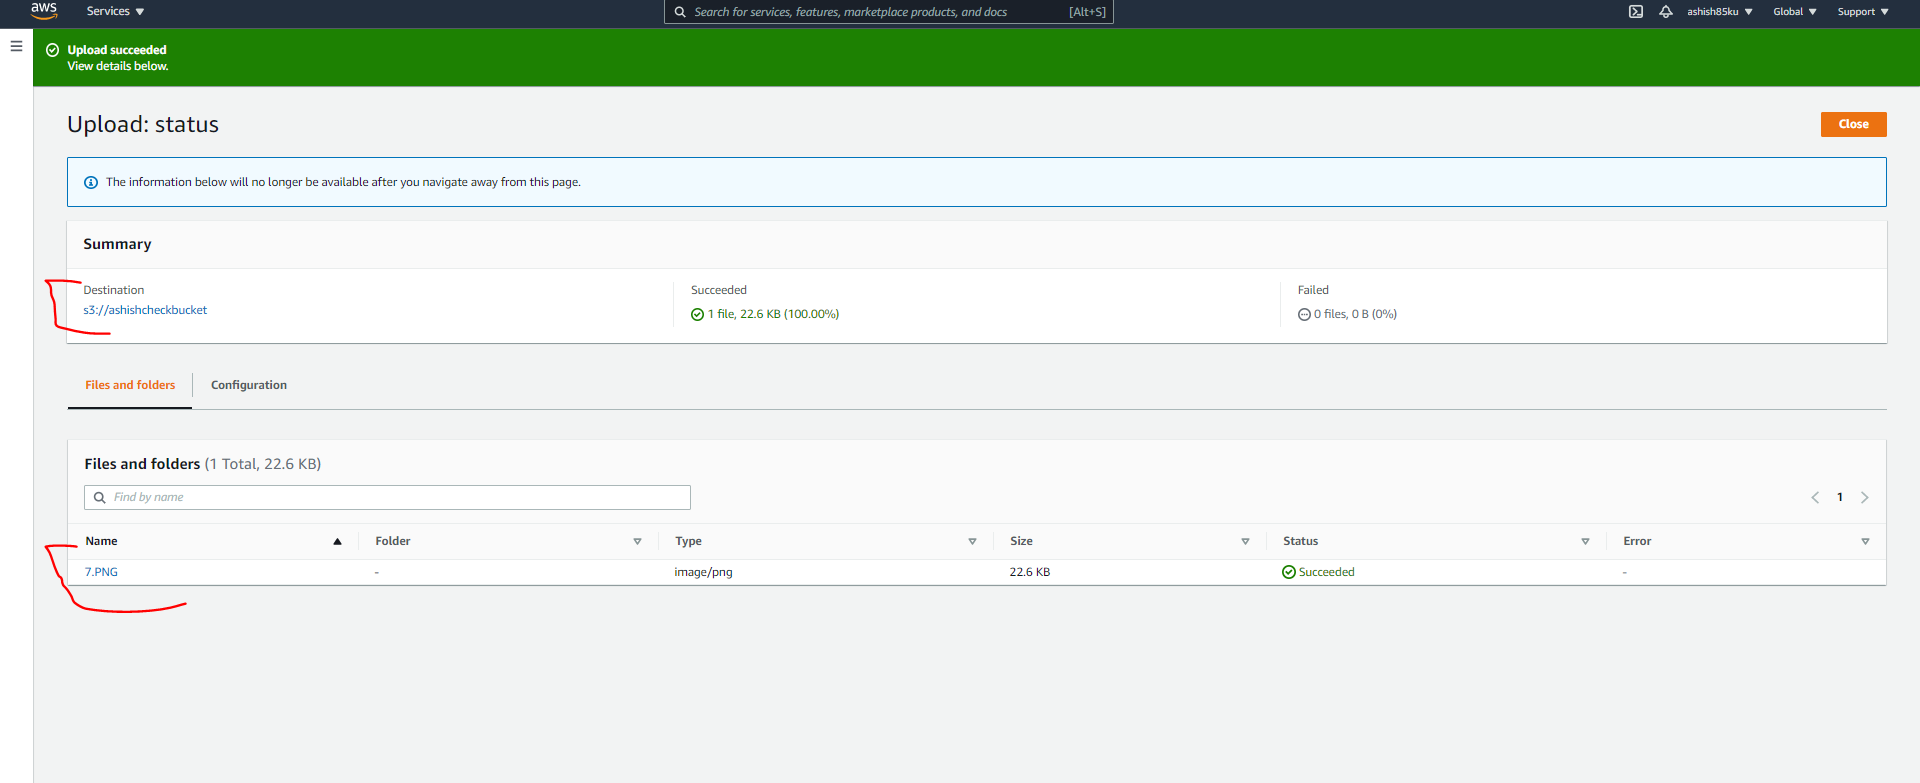 aws Services Search for services, features, marketplace products, and docs [Alt+S] ashish85ku Global Support
Upload succeeded
View details below.
Upload: status
Close
The information below will no longer be available after you navigate away from this page.
Summary
Destination Succeeded Failed
s3://ashishcheckbucket 1 file, 22.6 KB (100.00%) 0 files, 0 B (0%)
Files and folders Configuration
Files and folders (1 Total, 22.6 KB)
Find by name 1
Name Folder Type Size Status Error
7.PNG - image/png 22.6 KB Succeeded -